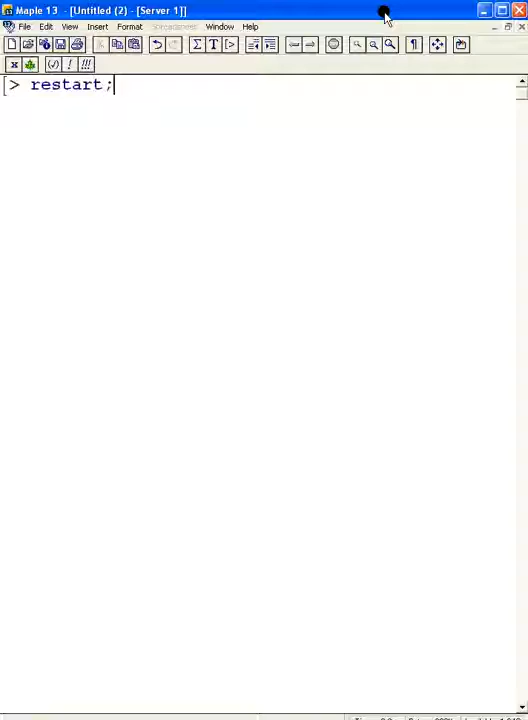 Maple 13 - [Untitled (2) - [Server 1]]
File Edit View Insert Format Spreadsheet Window Help
[> restart;